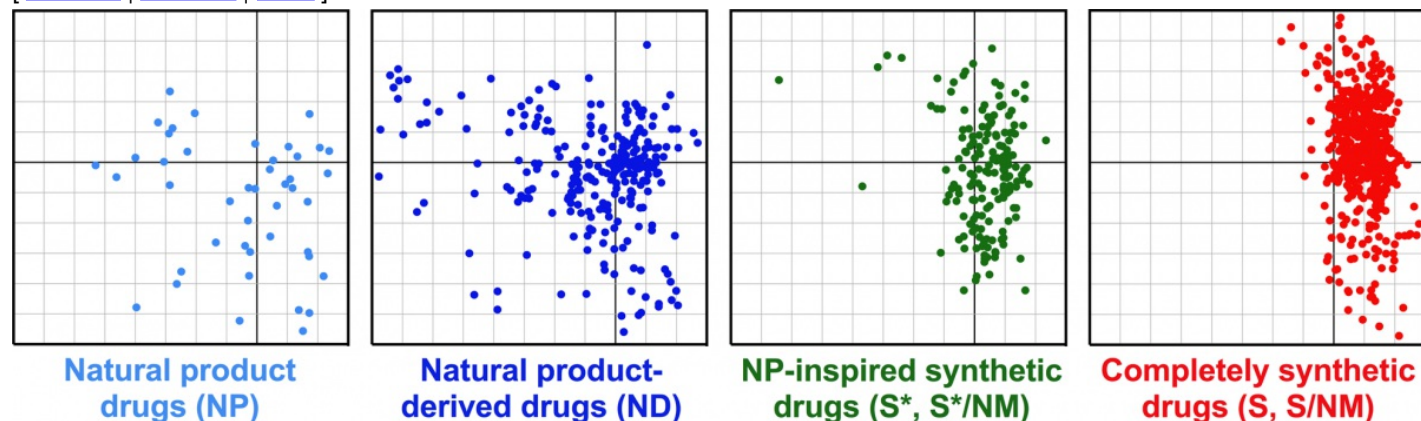 Natural product
drugs (NP)
Natural product-
derived drugs (ND)
NP-inspired synthetic
drugs (S*, S*/NM)
Completely synthetic
drugs (S, S/NM)